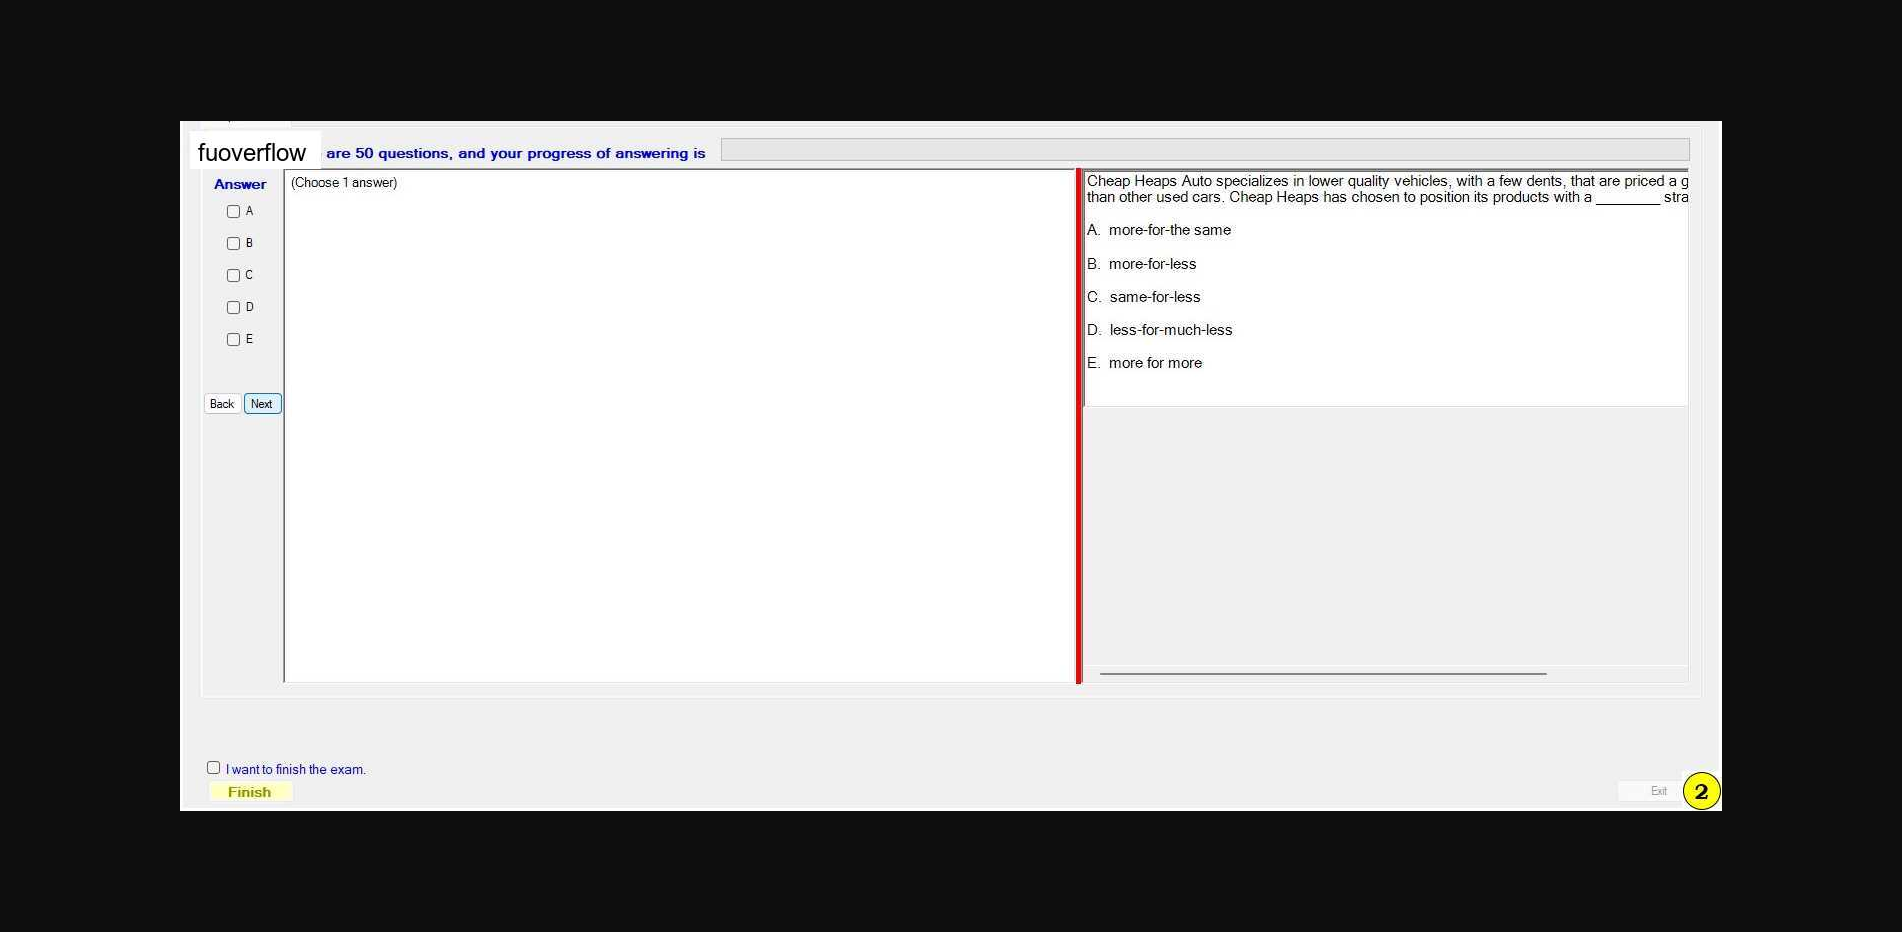 fuoverflow are 50 questions, and your progress of answering is
Answer
A
B
C
D
E
Back Next
(Choose 1 answer)
Cheap Heaps Auto specializes in lower quality vehicles, with a few dents, that are priced a g
than other used cars. Cheap Heaps has chosen to position its products with a ________ stra
A. more-for-the same
B. more-for-less
C. same-for-less
D. less-for-much-less
E. more for more
I want to finish the exam.
Finish
Exit
2